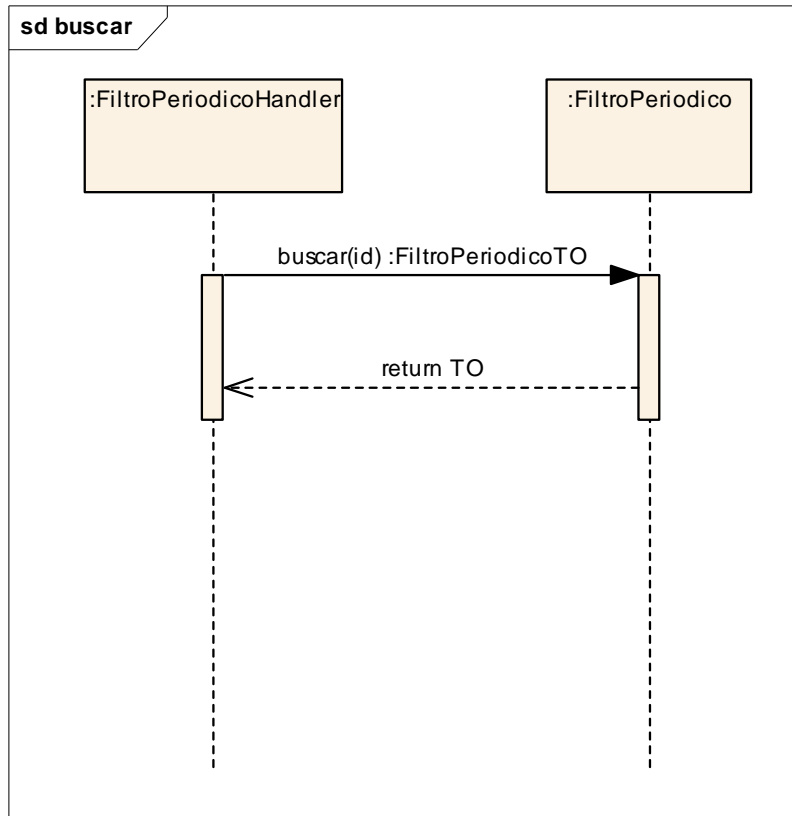 sd buscar
:FiltroPeriodicoHandler
:FiltroPeriodico
buscar(id) :FiltroPeriodicoTO
return TO